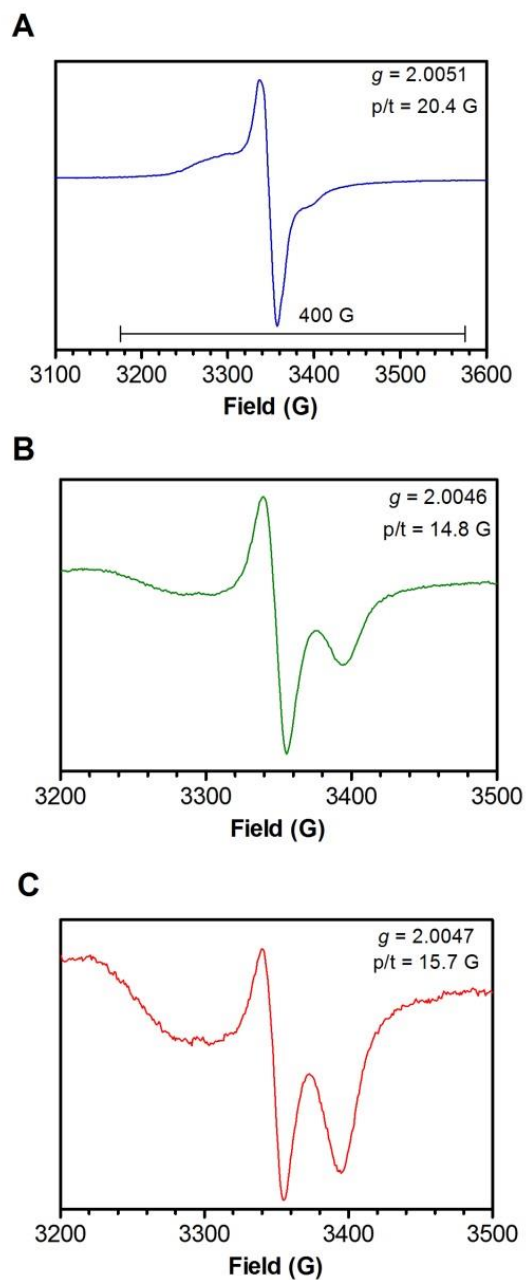 A
g = 2.0051
p/t = 20.4 G
400 G
3100 3200 3300 3400 3500 3600
Field (G)
B
g = 2.0046
p/t = 14.8 G
3200 3300 3400 3500
Field (G)
C
g = 2.0047
p/t = 15.7 G
3200 3300 3400 3500
Field (G)